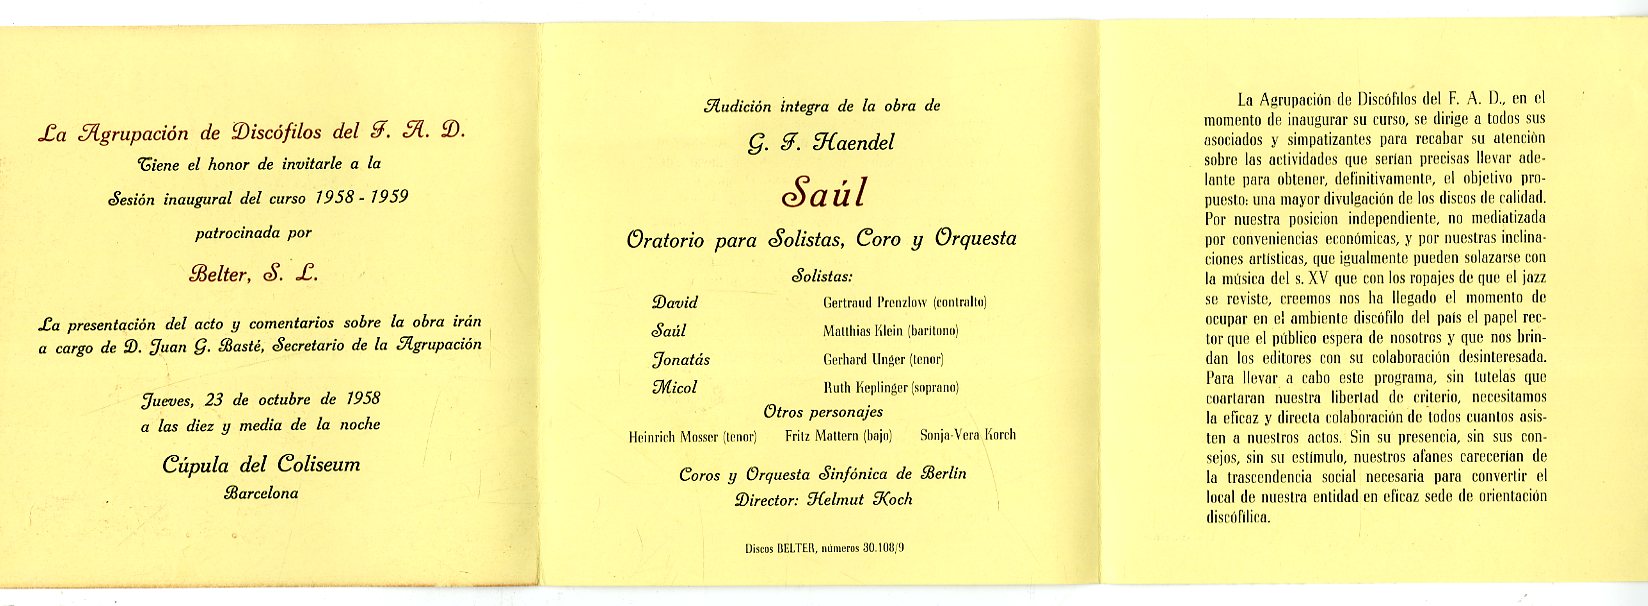 La Agrupación de Discófilos del F. A. D.
Tiene el honor de invitarle a la
Sesión inaugural del curso 1958 - 1959
patrocinada por
Belter, S. L.
La presentación del acto y comentarios sobre la obra irán
a cargo de D. Juan G. Basté, Secretario de la Agrupación
Jueves, 23 de octubre de 1958
a las diez y media de la noche
Cúpula del Coliseum
Barcelona
Audición integra de la obra de
G. F. Haendel
Saúl
Oratorio para Solistas, Coro y Orquesta
Solistas:
David Gertraud Prenzlow (contralto)
Saúl Matthias Klein (barítono)
Jonatás Gerhard Unger (tenor)
Micol Ruth Keplinger (soprano)
Otros personajes
Heinrich Mosser (tenor) Fritz Mattern (bajo) Sonja-Vera Korch
Coros y Orquesta Sinfónica de Berlin
Director: Helmut Koch
Discos BELTER, números 30.108/9
La Agrupación de Discófilos del F. A. D., en el
momento de inaugurar su curso, se dirige a todos sus
asociados y simpatizantes para recabar su atención
sobre las actividades que serían precisas llevar ade-
lante para obtener, definitivamente, el objetivo pro-
puesto: una mayor divulgación de los discos de calidad.
Por nuestra posicion independiente, no mediatizada
por conveniencias económicas, y por nuestras inclina-
ciones artísticas, que igualmente pueden solazarse con
la música del s. XV que con los ropajes de que el jazz
se reviste, creemos nos ha llegado el momento de
ocupar en el ambiente discófilo del país el papel rec-
tor que el público espera de nosotros y que nos brin-
dan los editores con su colaboración desinteresada.
Para llevar a cabo este programa, sin tutelas que
coartaran nuestra libertad de criterio, necesitamos
la eficaz y directa colaboración de todos cuantos asis-
ten a nuestros actos. Sin su presencia, sin sus con-
sejos, sin su estímulo, nuestros afanes carecerían de
la trascendencia social necesaria para convertir el
local de nuestra entidad en eficaz sede de orientación
discófilica.